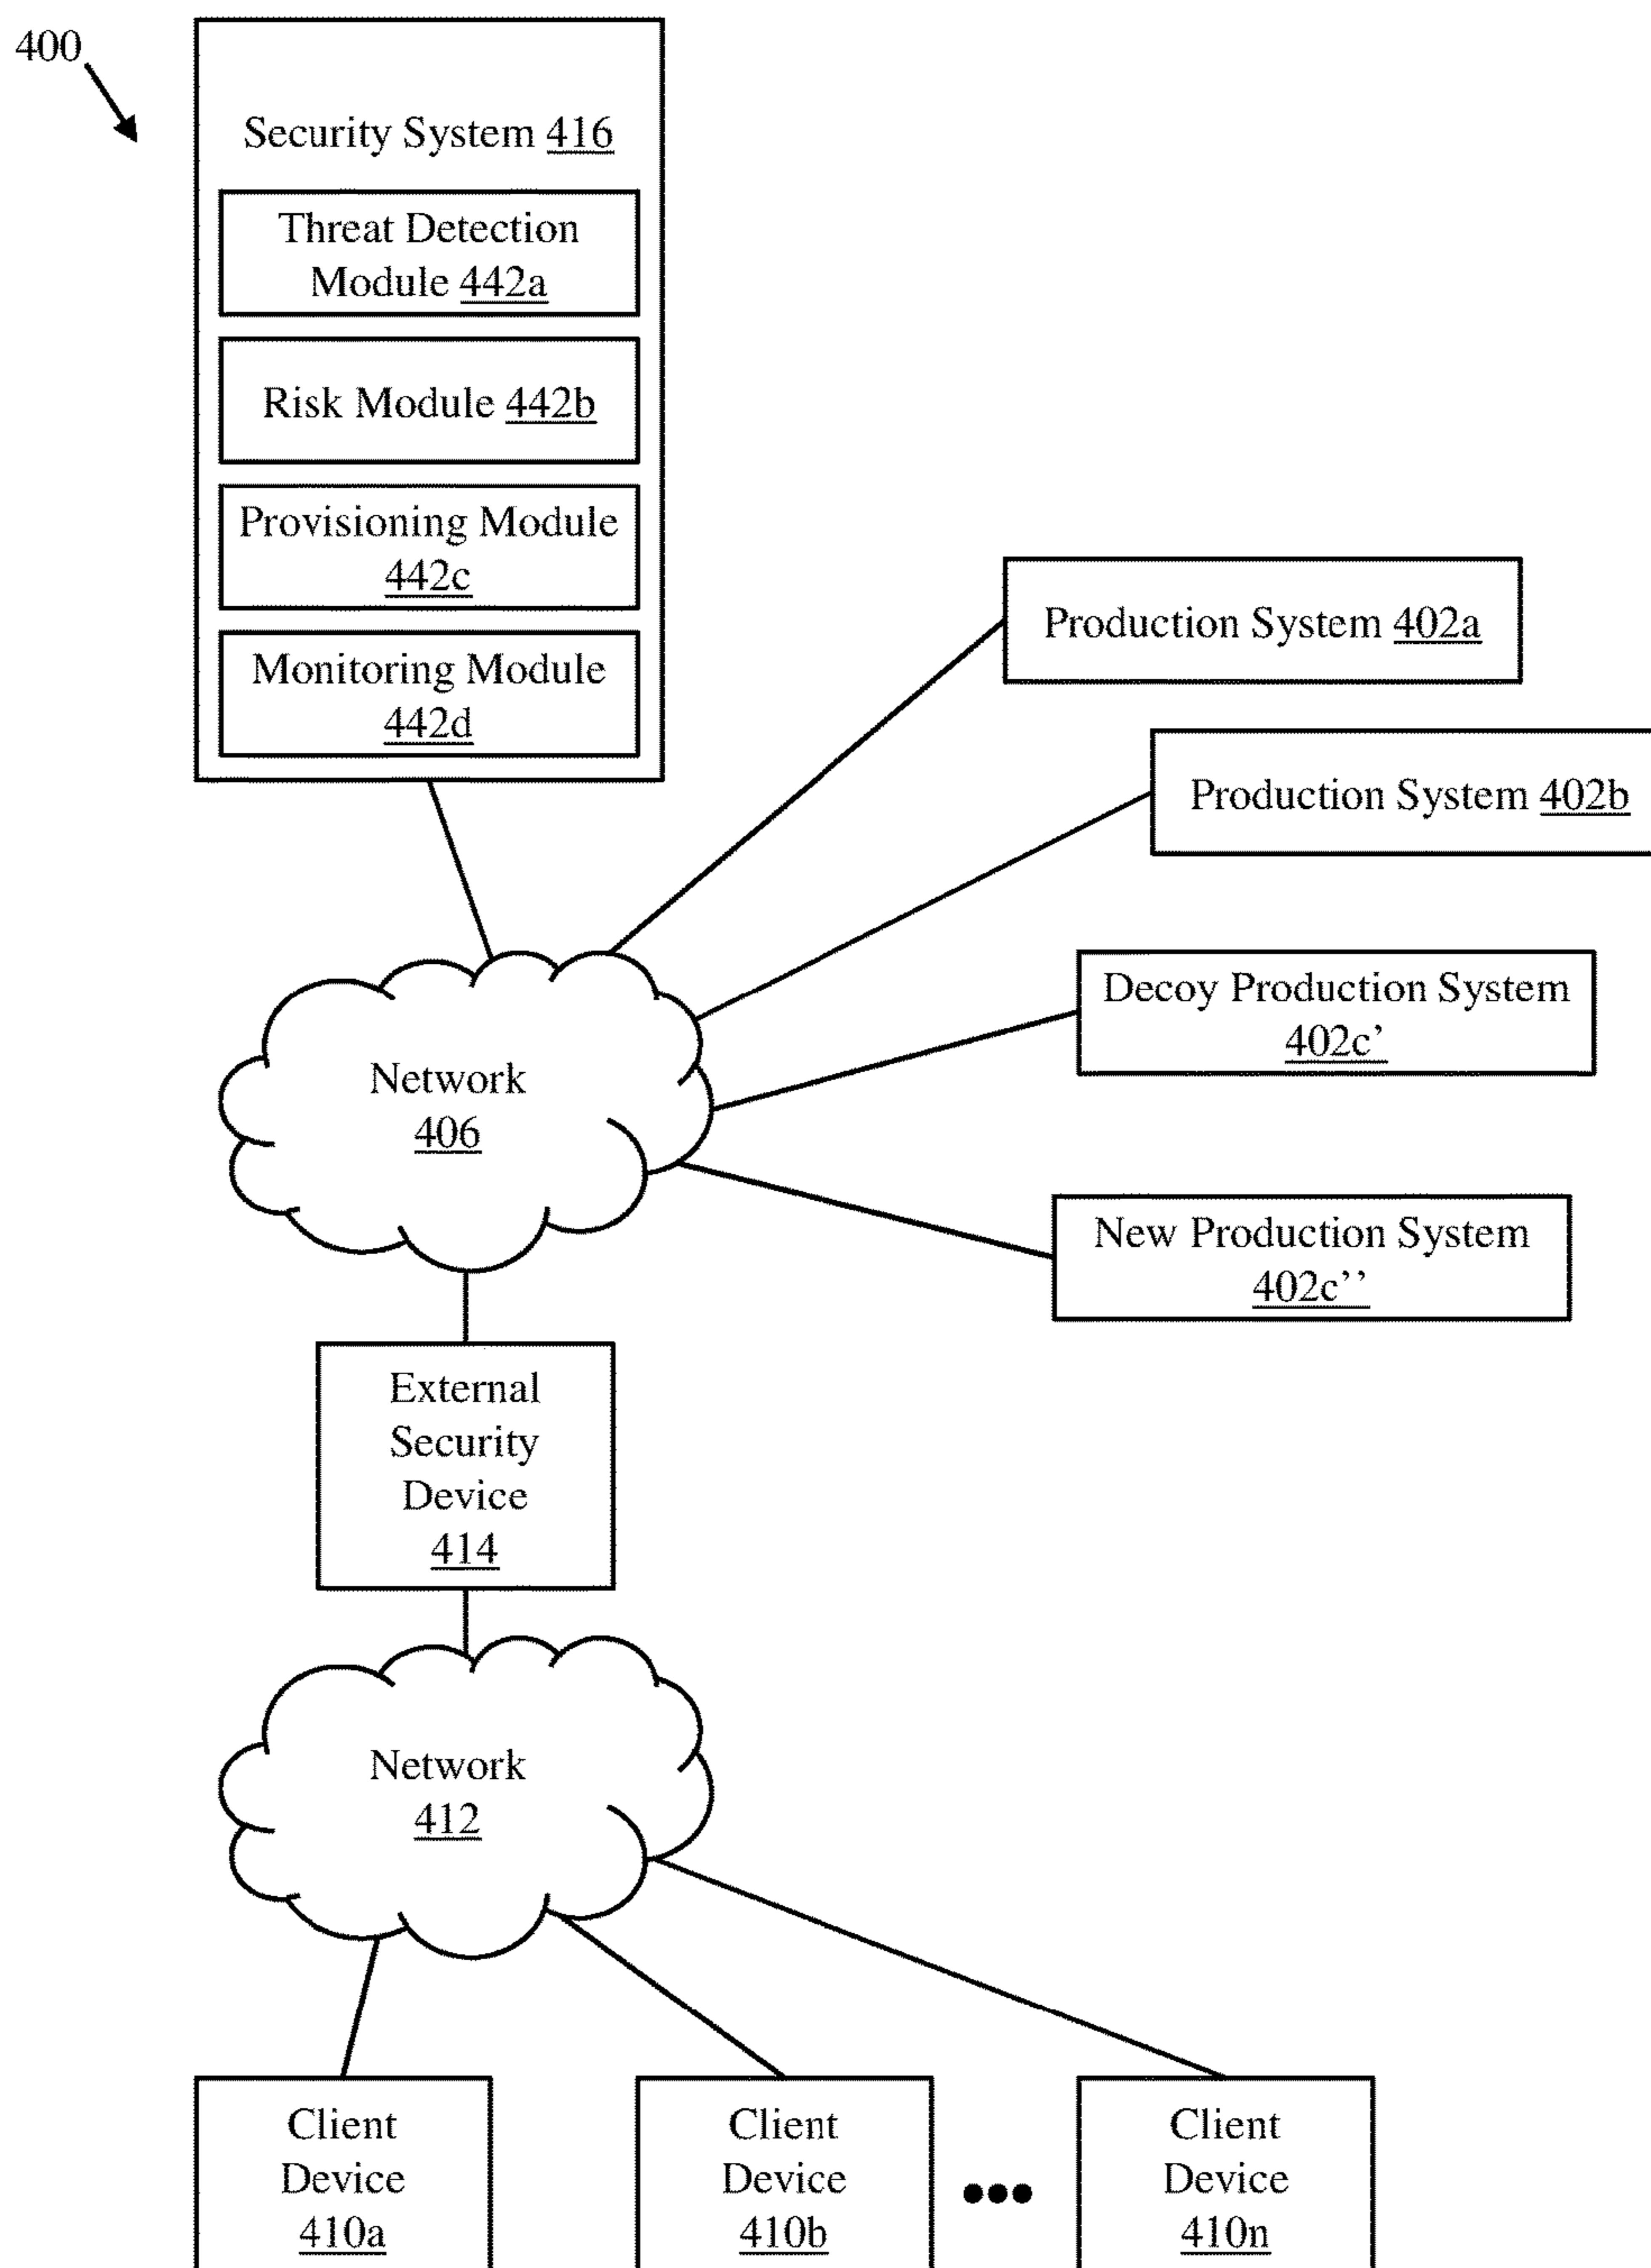 400
Security System 416
Threat Detection
Module 442a
Risk Module 442b
Provisioning Module
442c
Monitoring Module
442d
Production System 402a
Production System 402b
Decoy Production System
402c’
New Production System
402c’’
Network
406
External
Security
Device
414
Network
412
Client
Device
410a
Client
Device
410b
Client
Device
410n